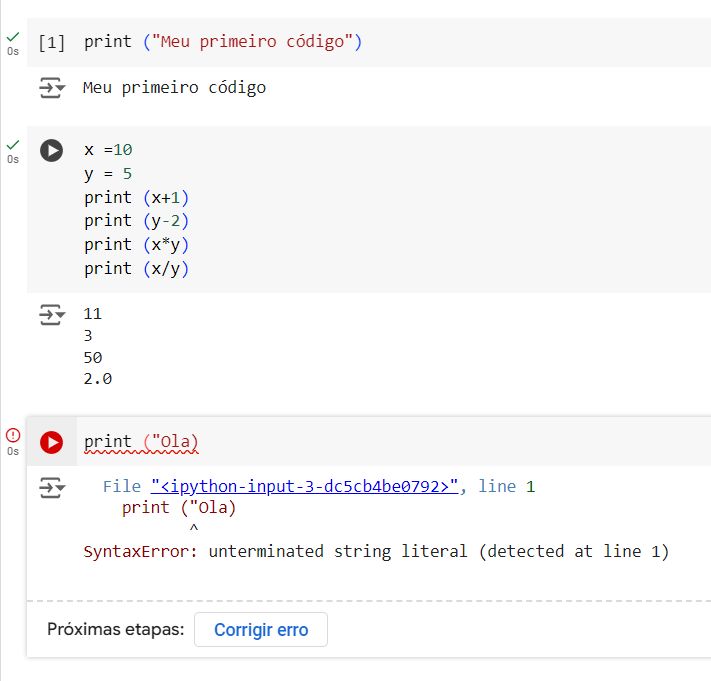 0s
[1] print ("Meu primeiro código")
Meu primeiro código
0s
x =10
y = 5
print (x+1)
print (y-2)
print (x*y)
print (x/y)
11
3
50
2.0
0s
print ("Ola)
File "<ipython-input-3-dc5cb4be0792>", line 1
print ("Ola)
^
SyntaxError: unterminated string literal (detected at line 1)
Próximas etapas: Corrigir erro